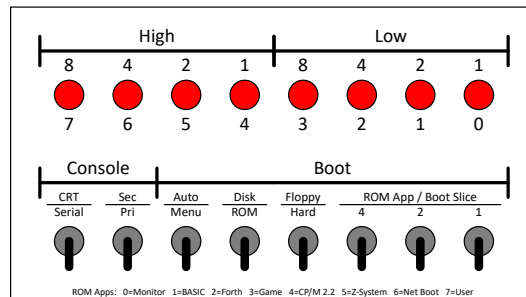 High Low
8 4 2 1 8 4 2 1
7 6 5 4 3 2 1 0
Console Boot
CRT Sec Auto Disk Floppy ROM App / Boot Slice
Serial Pri Menu ROM Hard 4 2 1
ROM Apps: 0=Monitor 1=BASIC 2=Forth 3=Game 4=CP/M 2.2 5=Z-System 6=Net Boot 7=User